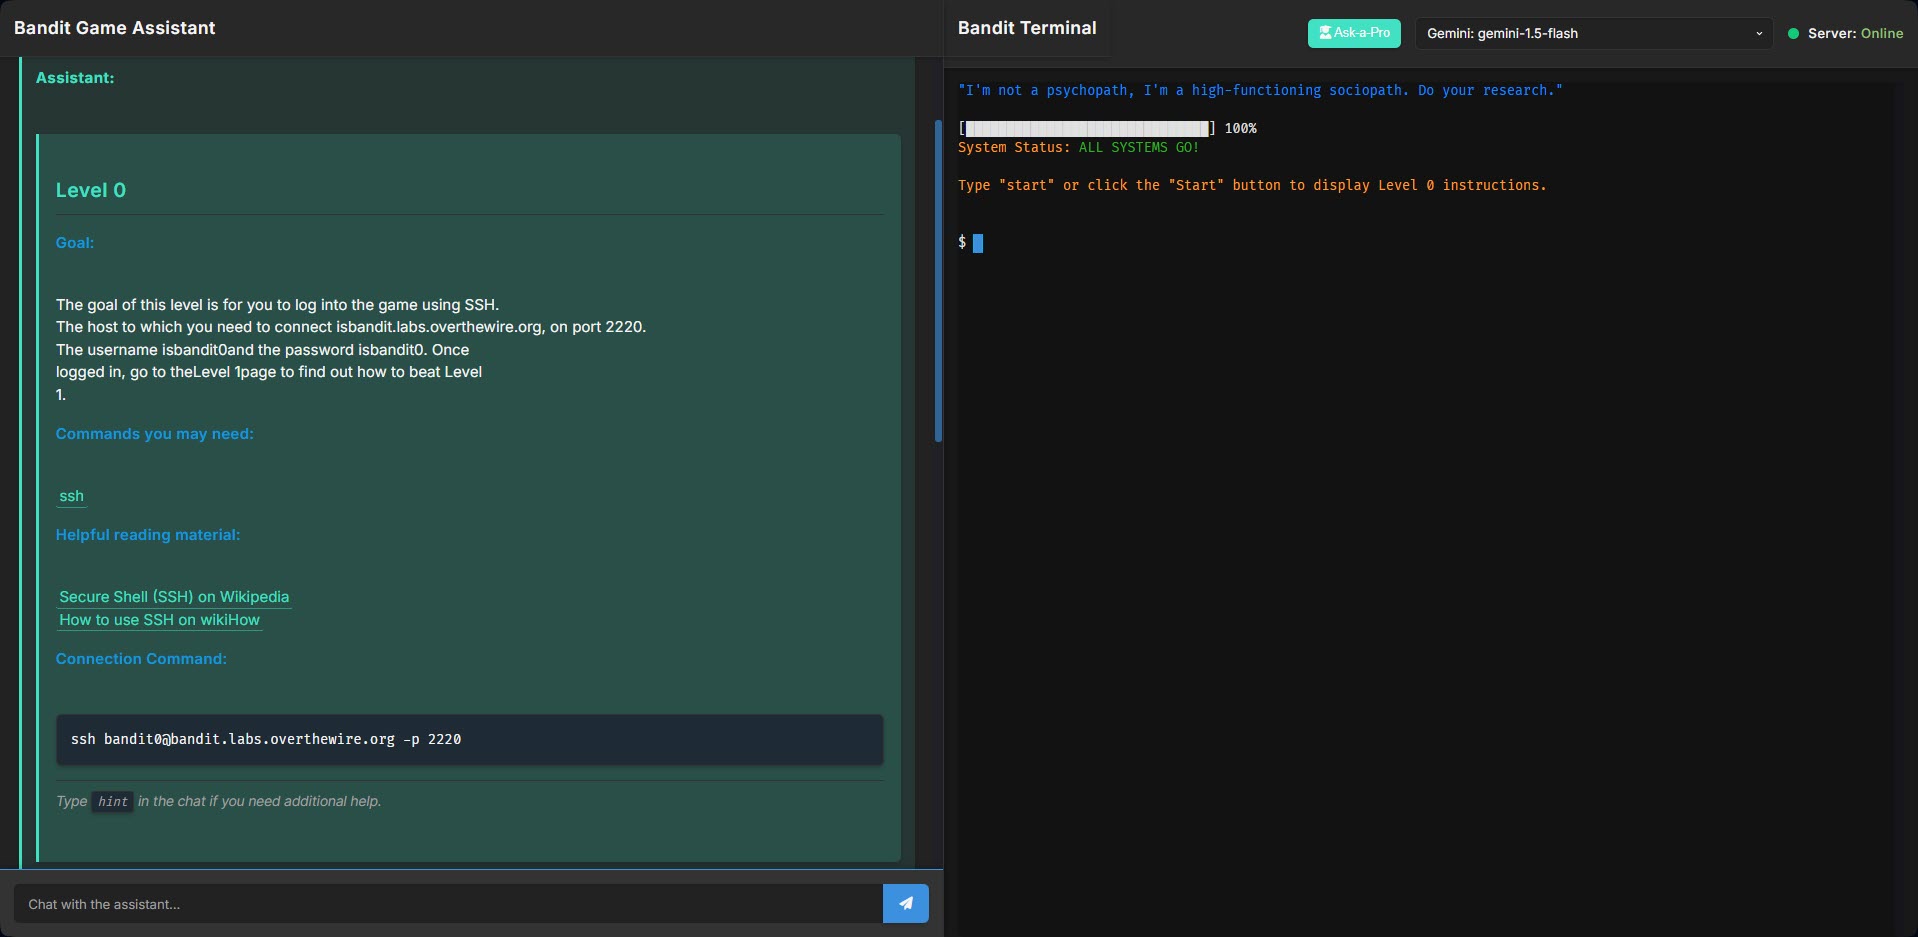 Bandit Game Assistant
Assistant:
Level 0
Goal:
The goal of this level is for you to log into the game using SSH.
The host to which you need to connect isbandit.labs.overthewire.org, on port 2220.
The username isbandit0and the password isbandit0. Once
logged in, go to theLevel 1page to find out how to beat Level
1.
Commands you may need:
ssh
Helpful reading material:
Secure Shell (SSH) on Wikipedia
How to use SSH on wikiHow
Connection Command:
ssh bandit0@bandit.labs.overthewire.org -p 2220
Type hint in the chat if you need additional help.
Chat with the assistant...
Bandit Terminal
Ask-a-Pro
Gemini: gemini-1.5-flash
Server: Online
"I'm not a psychopath, I'm a high-functioning sociopath. Do your research."
[██████████████████████████████] 100%
System Status: ALL SYSTEMS GO!
Type "start" or click the "Start" button to display Level 0 instructions.
$